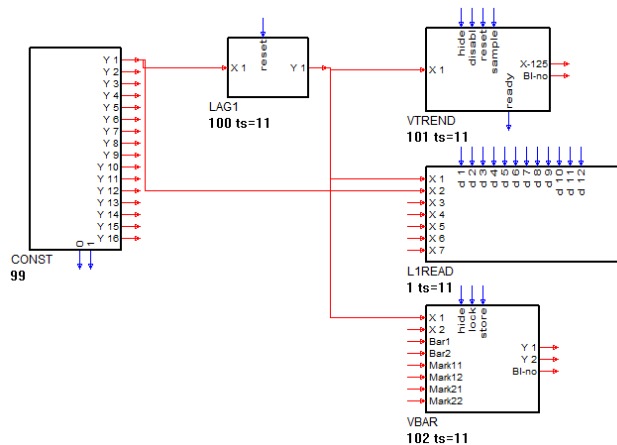 Y 1
Y 2
Y 3
Y 4
Y 5
Y 6
Y 7
Y 8
Y 9
Y 10
Y 11
Y 12
Y 13
Y 14
Y 15
Y 16
0
1
CONST
99
reset
X 1
Y 1
LAG1
100 ts=11
hide
disabl
reset
sample
X 1
X-125
BI-no
ready
VTREND
101 ts=11
d 1
d 2
d 3
d 4
d 5
d 6
d 7
d 8
d 9
d 10
d 11
d 12
X 1
X 2
X 3
X 4
X 5
X 6
X 7
L1READ
1 ts=11
hide
lock
store
X 1
X 2
Bar1
Bar2
Mark11
Mark12
Mark21
Mark22
Y 1
Y 2
BI-no
VBAR
102 ts=11